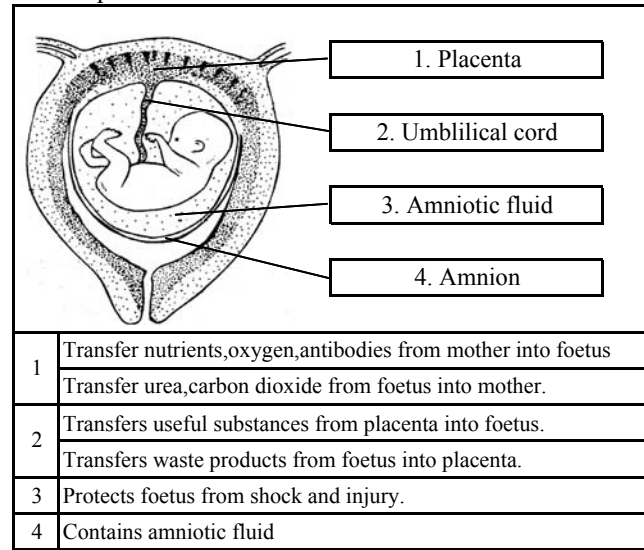 1. Placenta
2. Umblilical cord
3. Amniotic fluid
4. Amnion
1
Transfer nutrients,oxygen,antibodies from mother into foetus
Transfer urea,carbon dioxide from foetus into mother.
2
Transfers useful substances from placenta into foetus.
Transfers waste products from foetus into placenta.
3 Protects foetus from shock and injury.
4 Contains amniotic fluid